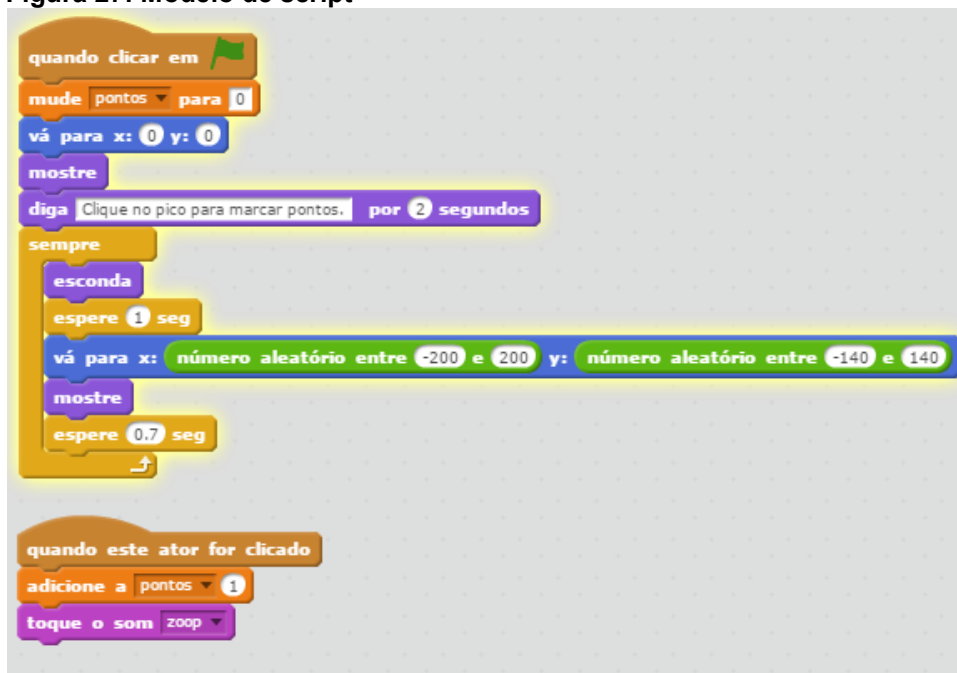 quando clicar em
mude pontos para 0
vá para x: 0 y: 0
mostre
diga Clique no pico para marcar pontos. por 2 segundos
sempre
esconda
espere 1 seg
vá para x: número aleatório entre -200 e 200 y: número aleatório entre -140 e 140
mostre
espere 0.7 seg
quando este ator for clicado
adicione a pontos 1
toque o som zoop